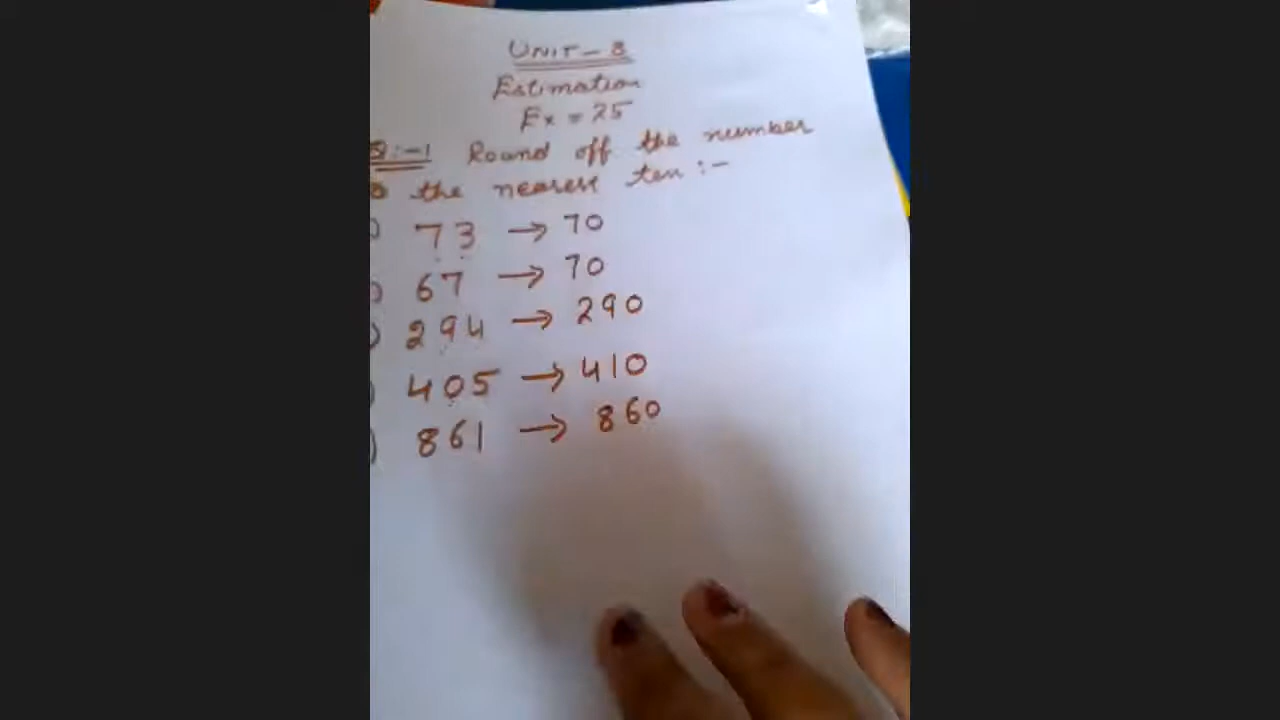 UNIT - 8
Estimation
Ex = 25
Q:-1 Round off the number
the nearest ten :-
73 → 70
67 → 70
294 → 290
405 → 410
861 → 860